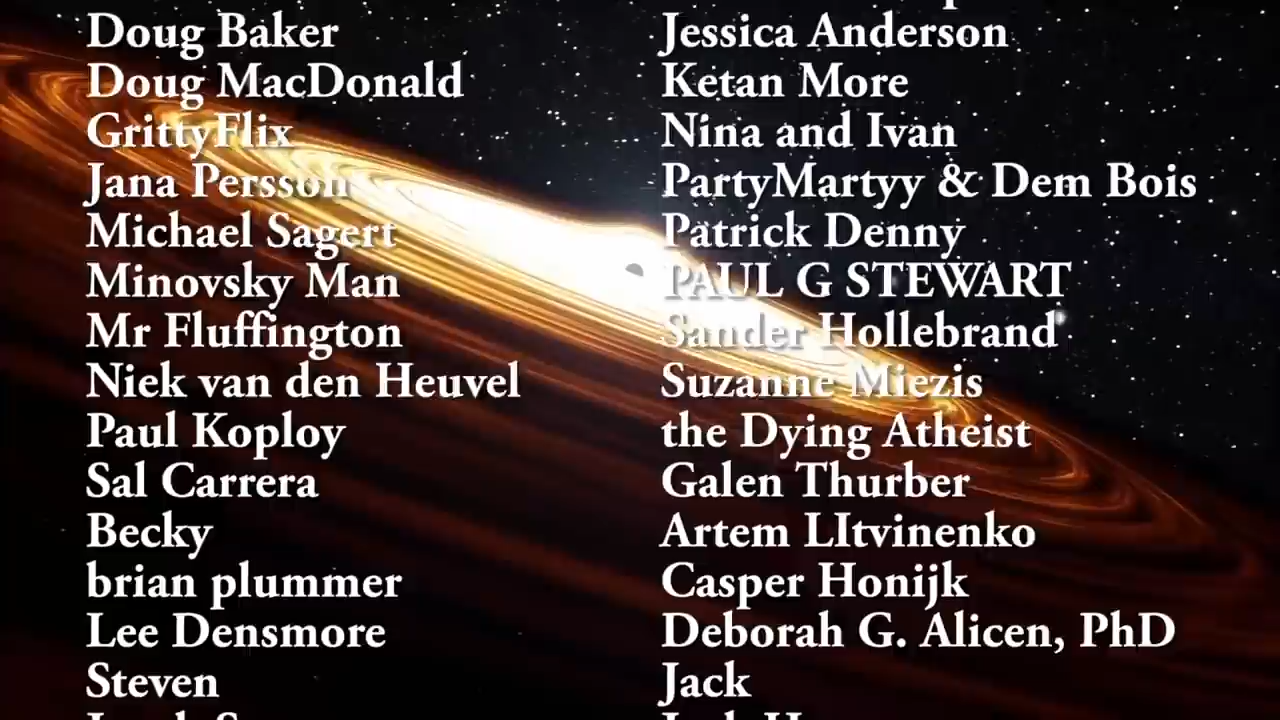 Doug Baker
Doug MacDonald
GrittyFlix
Jana Persson
Michael Sagert
Minovsky Man
Mr Fluffington
Niek van den Heuvel
Paul Koploy
Sal Carrera
Becky
brian plummer
Lee Densmore
Steven
Jessica Anderson
Ketan More
Nina and Ivan
PartyMartyy & Dem Bois
Patrick Denny
PAUL G STEWART
Sander Hollebrand
Suzanne Miezis
the Dying Atheist
Galen Thurber
Artem LItvinenko
Casper Honijk
Deborah G. Alicen, PhD
Jack